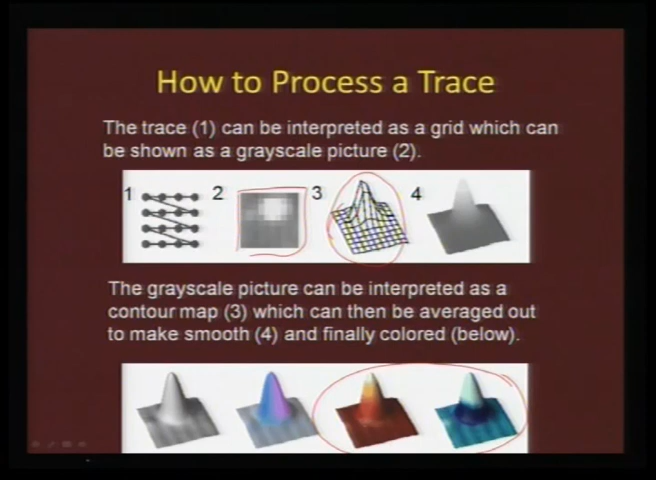 How to Process a Trace
The trace (1) can be interpreted as a grid which can
be shown as a grayscale picture (2).
1 2 3 4
The grayscale picture can be interpreted as a
contour map (3) which can then be averaged out
to make smooth (4) and finally colored (below).